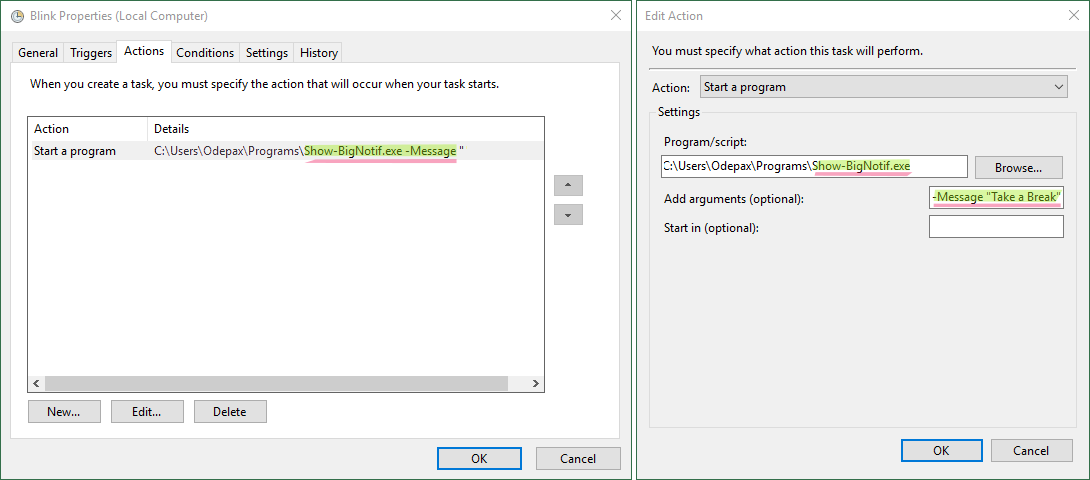 Blink Properties (Local Computer)
General Triggers Actions Conditions Settings History
When you create a task, you must specify the action that will occur when your task starts.
Action Details
Start a program C:\Users\Odepax\Programs\Show-BigNotif.exe -Message "
New... Edit... Delete
OK Cancel
Edit Action
You must specify what action this task will perform.
Action: Start a program
Settings
Program/script:
C:\Users\Odepax\Programs\Show-BigNotif.exe Browse...
Add arguments (optional): -Message "Take a Break"
Start in (optional):
OK Cancel